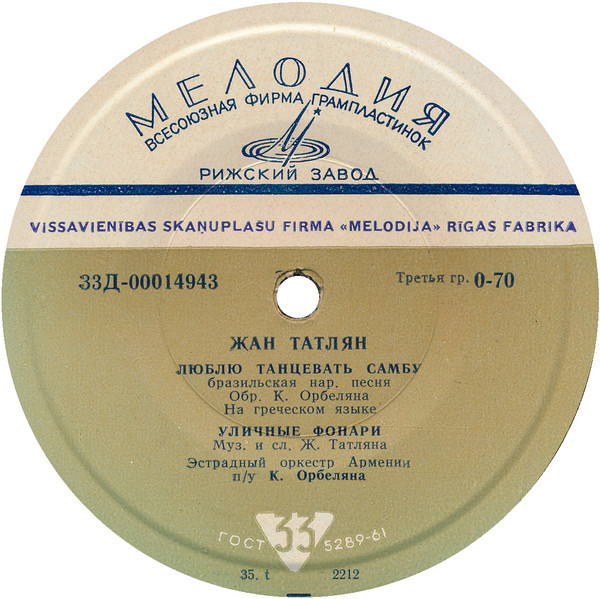 МЕЛОДИЯ
ВСЕСОЮЗНАЯ ФИРМА ГРАМПЛАСТИНОК
РИЖСКИЙ ЗАВОД
VISSAVIENĪBAS SKAŅUPLAŠU FIRMA «MELODIJA» RĪGAS FABRIKA
33Д-00014943
Третья гр. 0-70
ЖАН ТАТЛЯН
ЛЮБЛЮ ТАНЦЕВАТЬ САМБУ
бразильская нар. песня
Обр. К. Орбеляна
На греческом языке
УЛИЧНЫЕ ФОНАРИ
Муз. и сл. Ж. Татляна
Эстрадный оркестр Армении
п/у К. Орбеляна
ГОСТ 33 5289-61
35. t 2212